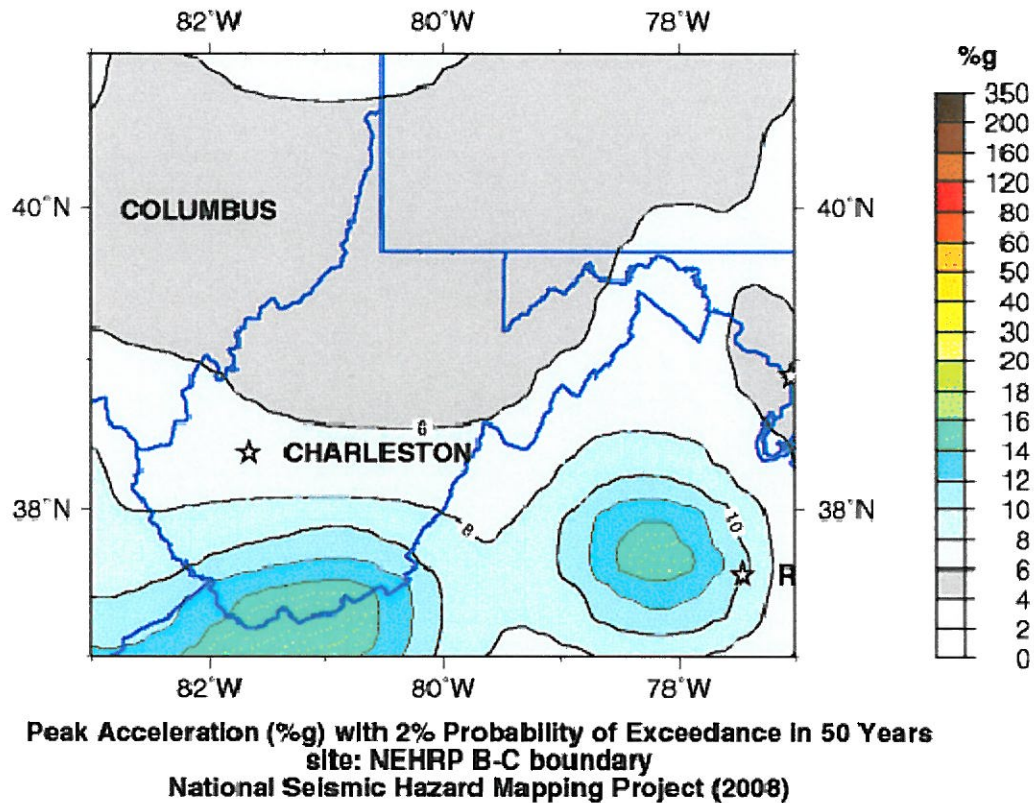 82°W 80°W 78°W
%g
350
200
160
120
80
60
50
40
30
20
18
16
14
12
10
8
6
4
2
0
40°N COLUMBUS 40°N
6
CHARLESTON
38°N 8 10 38°N
R
82°W 80°W 78°W
Peak Acceleration (%g) with 2% Probability of Exceedance in 50 Years
site: NEHRP B-C boundary
National Seismic Hazard Mapping Project (2008)